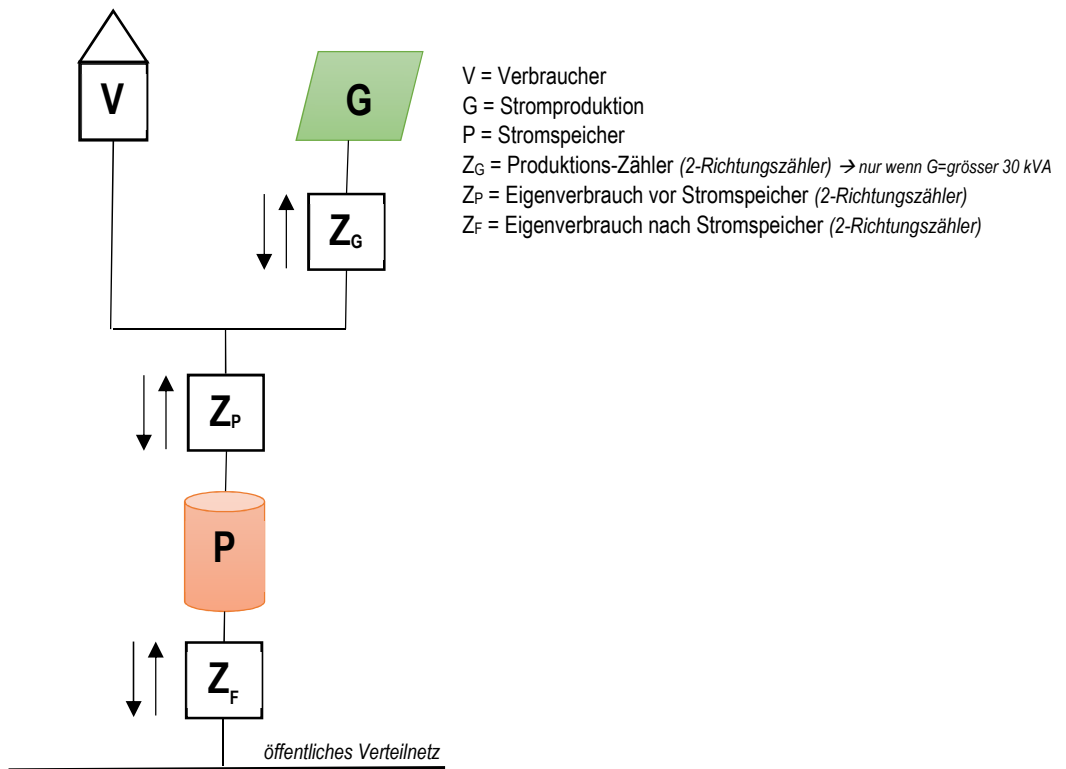 V
G
V = Verbraucher
G = Stromproduktion
P = Stromspeicher
ZG = Produktions-Zähler (2-Richtungszähler) → nur wenn G=grösser 30 kVA
ZP = Eigenverbrauch vor Stromspeicher (2-Richtungszähler)
ZF = Eigenverbrauch nach Stromspeicher (2-Richtungszähler)
ZG
ZP
P
ZF
öffentliches Verteilnetz